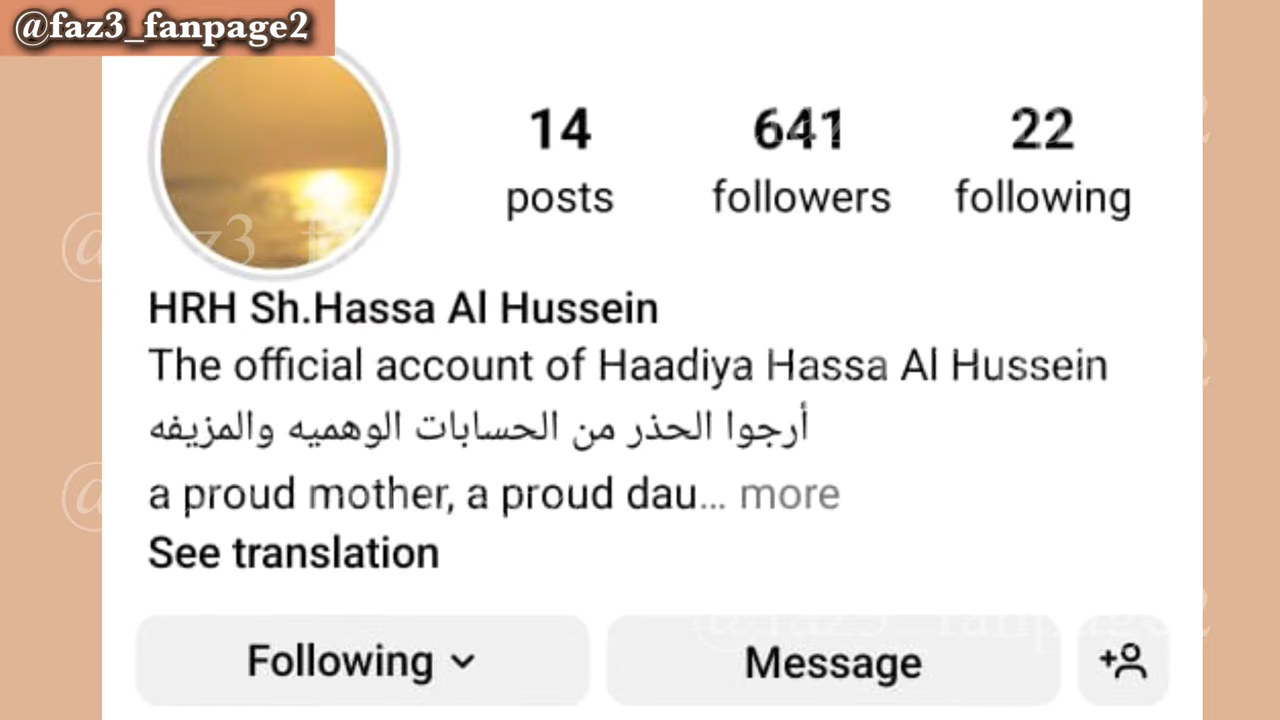 @faz3_fanpage2
14 641 22
posts followers following
HRH Sh.Hassa Al Hussein
The official account of Haadiya Hassa Al Hussein
أرجوا الحذر من الحسابات الوهميه والمزيفه
a proud mother, a proud dau... more
See translation
Following Message